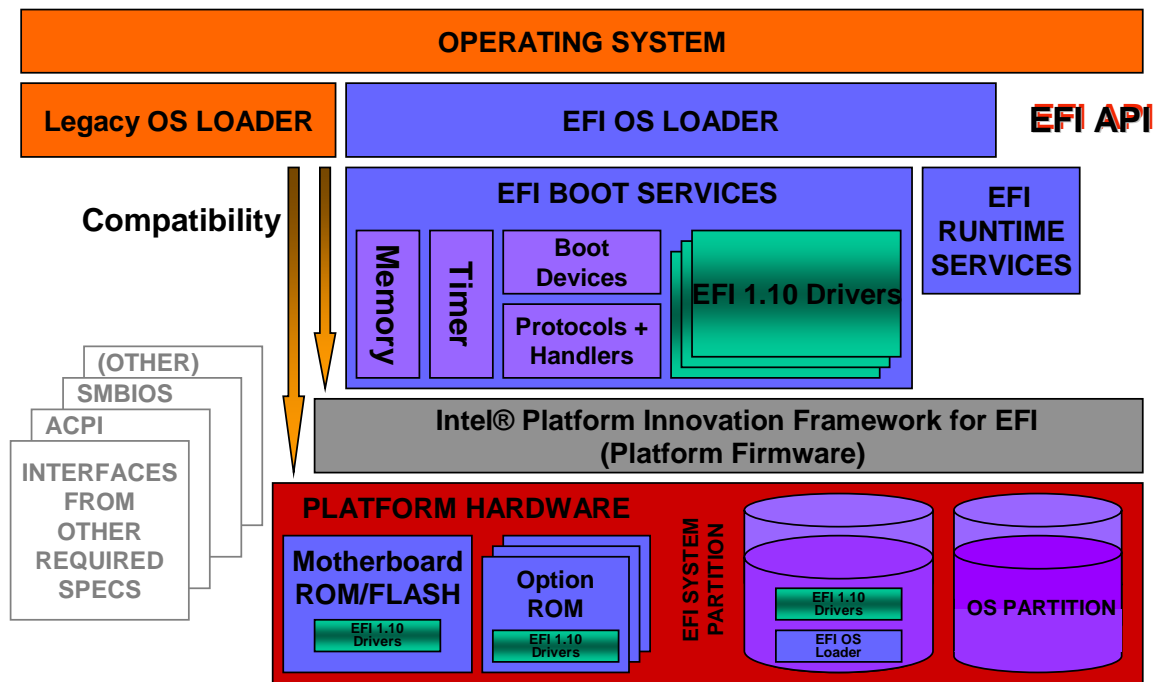 OPERATING SYSTEM
Legacy OS LOADER
EFI OS LOADER
EFI API
Compatibility
EFI BOOT SERVICES
Memory
Timer
Boot
Devices
Protocols +
Handlers
EFI 1.10 Drivers
EFI
RUNTIME
SERVICES
(OTHER)
SMBIOS
ACPI
INTERFACES
FROM
OTHER
REQUIRED
SPECS
Intel® Platform Innovation Framework for EFI
(Platform Firmware)
PLATFORM HARDWARE
Motherboard
ROM/FLASH
EFI 1.10
Drivers
Option
ROM
EFI 1.10
Drivers
EFI SYSTEM
PARTITION
EFI 1.10
Drivers
EFI OS
Loader
OS PARTITION